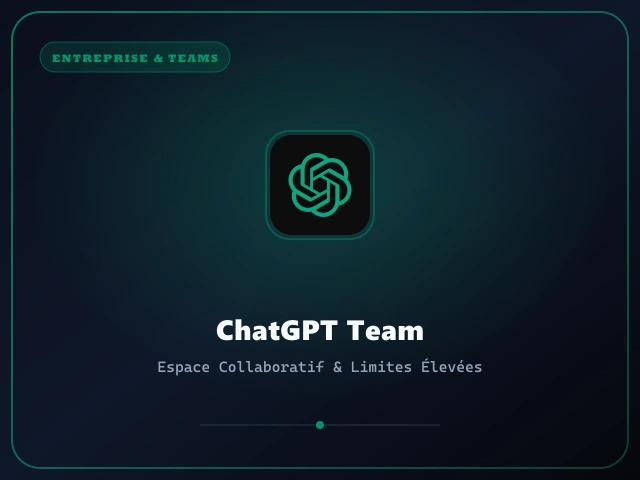 ENTREPRISE & TEAMS
ChatGPT Team
Espace Collaboratif & Limites Élevées